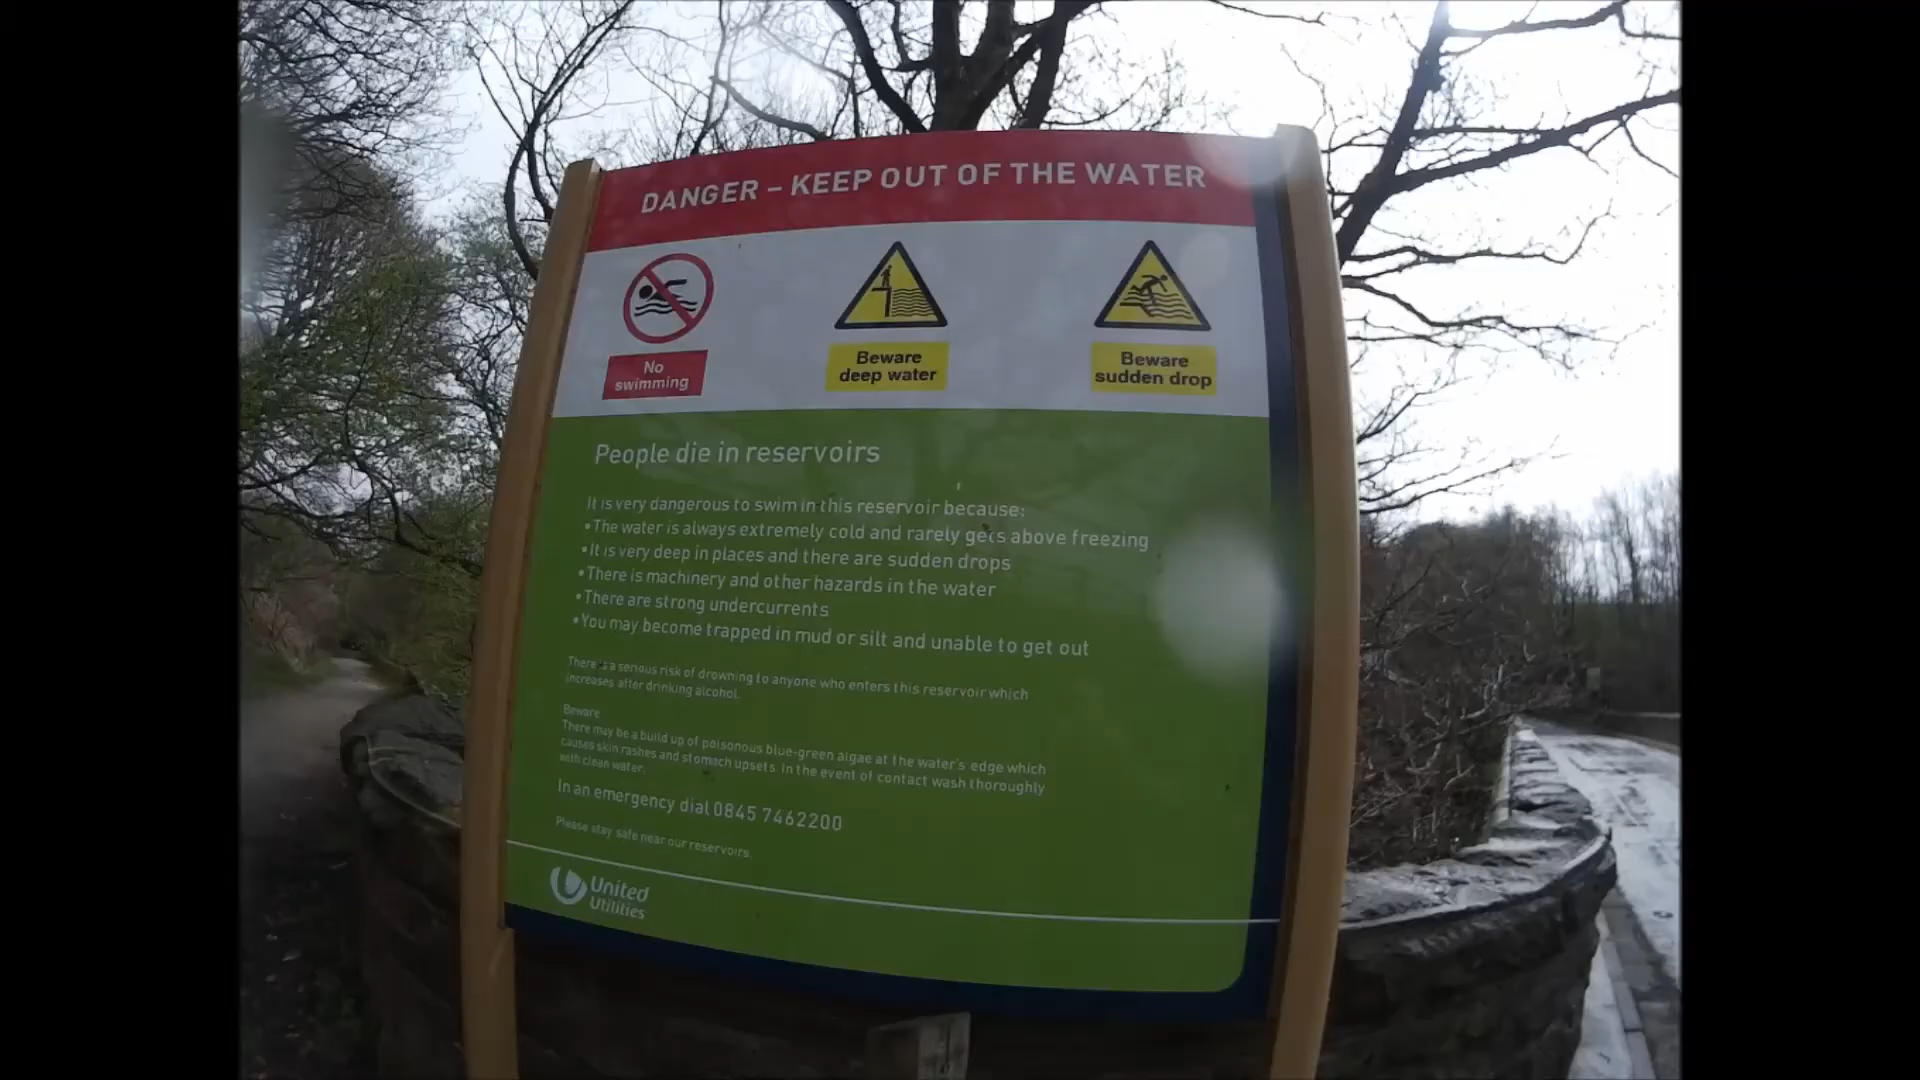 DANGER – KEEP OUT OF THE WATER
No
swimming
Beware
deep water
Beware
sudden drop
People die in reservoirs
It is very dangerous to swim in this reservoir because:
•The water is always extremely cold and rarely gets above freezing
•It is very deep in places and there are sudden drops
•There is machinery and other hazards in the water
•There are strong undercurrents
•You may become trapped in mud or silt and unable to get out
There is a serious risk of drowning to anyone who enters this reservoir which
increases after drinking alcohol.
Beware
There may be a build up of poisonous blue-green algae at the water's edge which
causes skin rashes and stomach upsets. In the event of contact wash thoroughly
with clean water.
In an emergency dial 0845 7462200
Please stay safe near our reservoirs.
United
Utilities